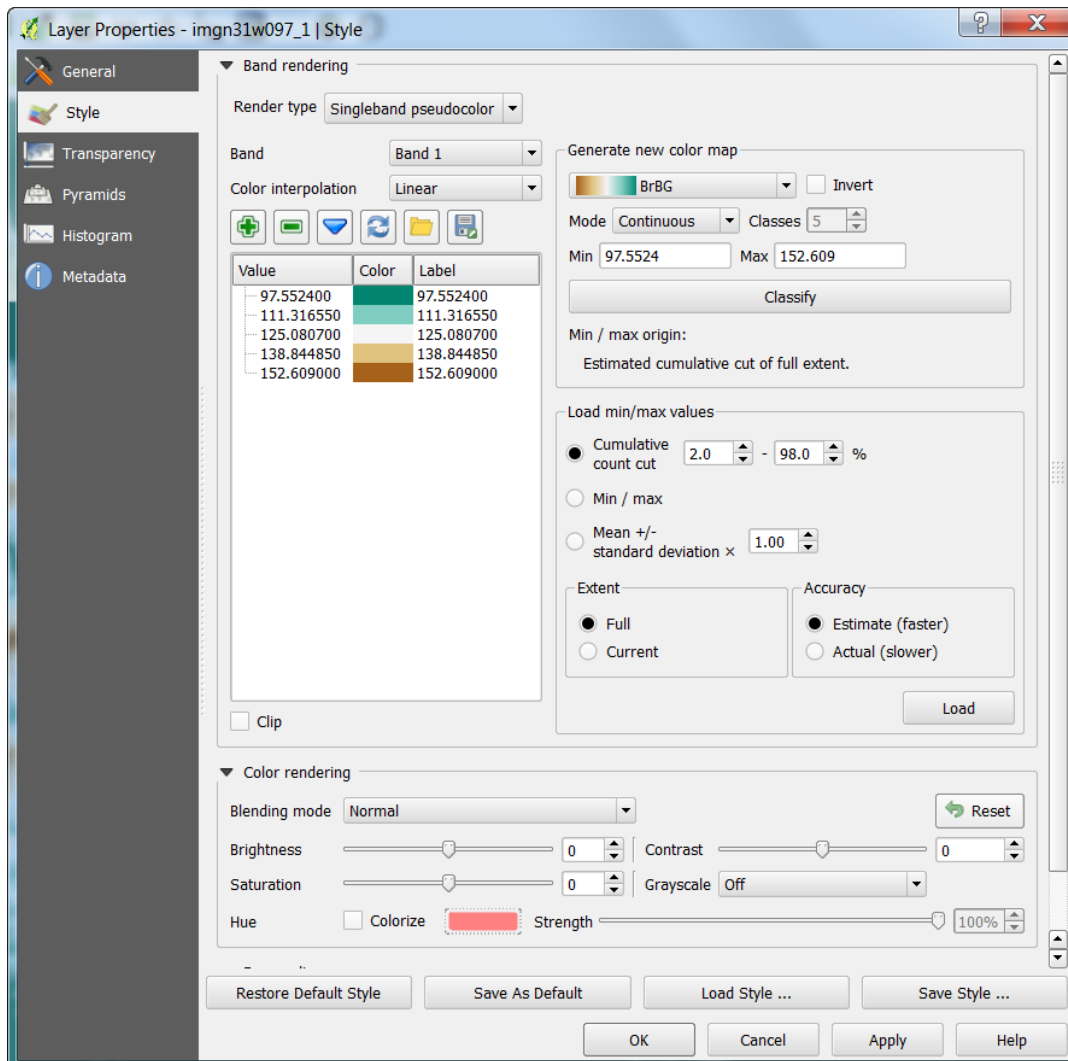 Layer Properties - imgn31w097_1 | Style
General
Style
Transparency
Pyramids
Histogram
Metadata
Band rendering
Render type Singleband pseudocolor
Band Band 1
Color interpolation Linear
Value Color Label
97.552400 97.552400
111.316550 111.316550
125.080700 125.080700
138.844850 138.844850
152.609000 152.609000
Clip
Generate new color map
BrBG Invert
Mode Continuous Classes 5
Min 97.5524 Max 152.609
Classify
Min / max origin:
Estimated cumulative cut of full extent.
Load min/max values
Cumulative
count cut 2.0 - 98.0 %
Min / max
Mean +/-
standard deviation × 1.00
Extent
Full
Current
Accuracy
Estimate (faster)
Actual (slower)
Load
Color rendering
Blending mode Normal Reset
Brightness 0 Contrast 0
Saturation 0 Grayscale Off
Hue Colorize Strength 100%
Restore Default Style Save As Default Load Style ... Save Style ...
OK Cancel Apply Help